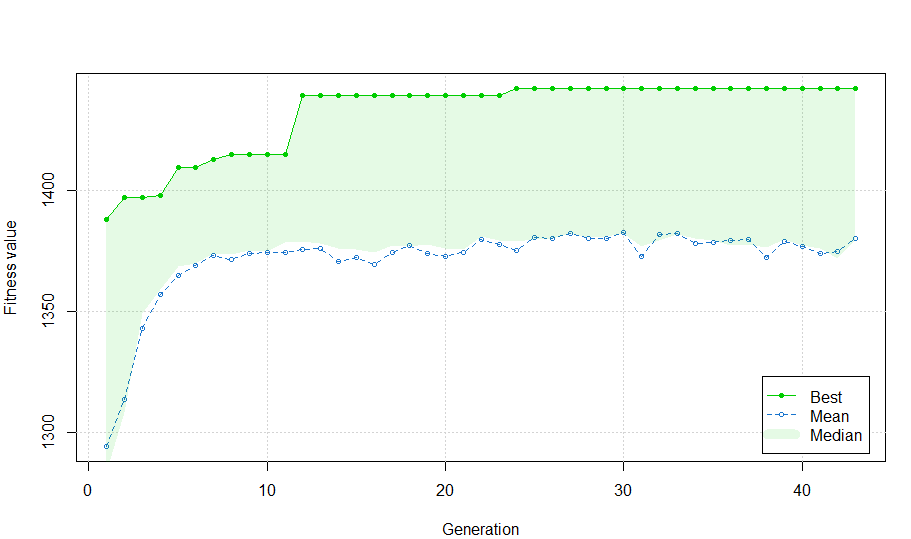 Fitness value
1400
1350
1300
Best
Mean
Median
0 10 20 30 40
Generation